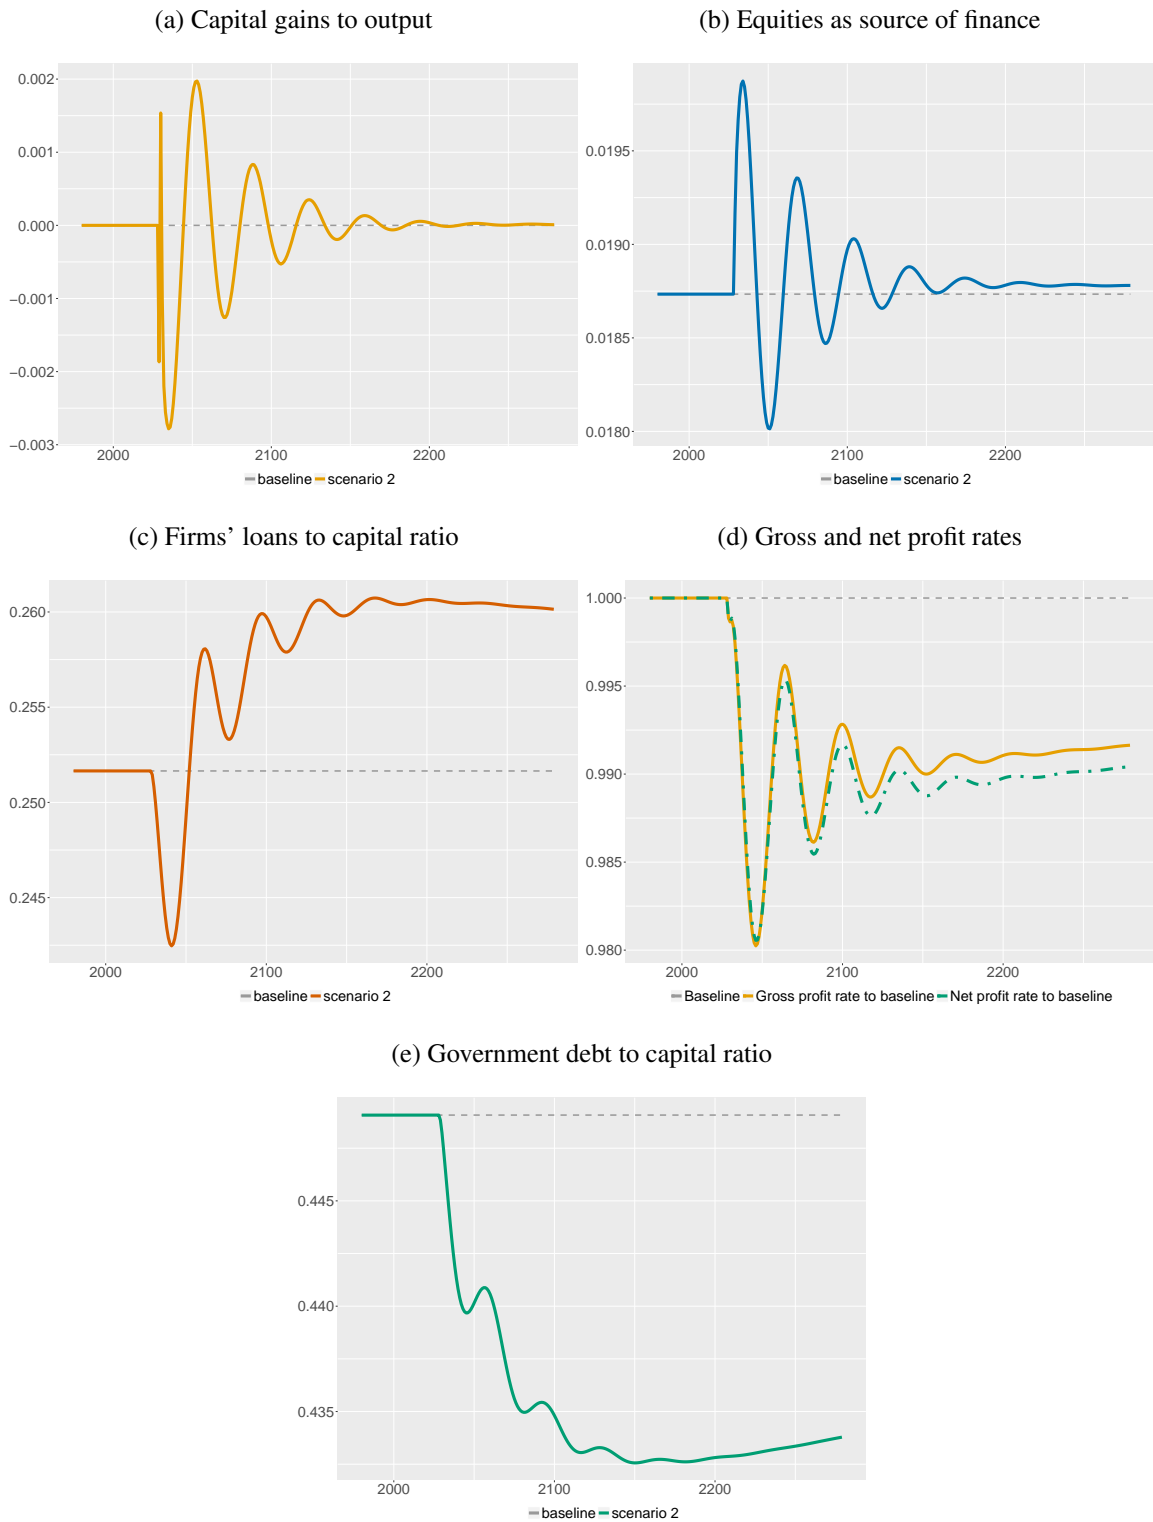 (a) Capital gains to output
(b) Equities as source of finance
0.002
0.001
0.000
−0.001
−0.002
−0.003
2000 2100 2200
baseline scenario 2
0.0195
0.0190
0.0185
0.0180
2000 2100 2200
baseline scenario 2
(c) Firms’ loans to capital ratio
(d) Gross and net profit rates
0.260
0.255
0.250
0.245
2000 2100 2200
baseline scenario 2
1.000
0.995
0.990
0.985
0.980
2000 2100 2200
Baseline Gross profit rate to baseline Net profit rate to baseline
(e) Government debt to capital ratio
0.445
0.440
0.435
2000 2100 2200
baseline scenario 2